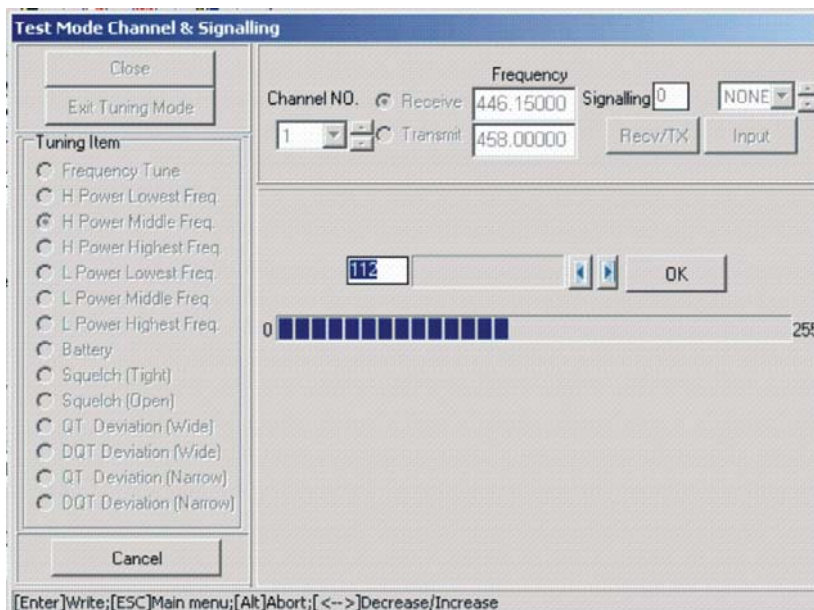 Test Mode Channel & Signalling
Close
Exit Tuning Mode
Tuning Item
Frequency Tune
H Power Lowest Freq.
H Power Middle Freq.
H Power Highest Freq.
L Power Lowest Freq.
L Power Middle Freq.
L Power Highest Freq.
Battery
Squelch (Tight)
Squelch (Open)
QT Deviation (Wide)
DQT Deviation (Wide)
QT Deviation (Narrow)
DQT Deviation (Narrow)
Cancel
Frequency
Channel NO. Receive 446.15000 Signalling 0 NONE
1 Transmit 458.00000 Recv/TX Input
112 OK
0 255
[Enter]Write;[ESC]Main menu;[Alt]Abort;[<-->]Decrease/Increase